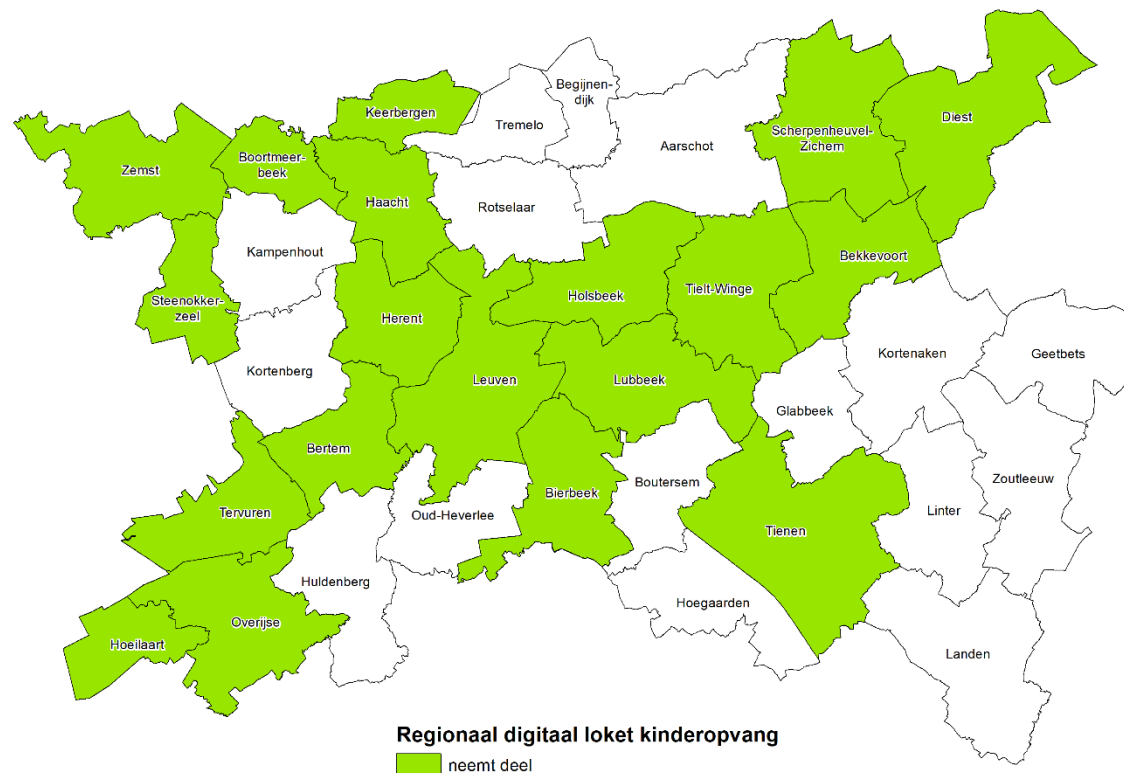 Begijnen-
dijk
Keerbergen
Tremelo
Diest
Scherpenheuvel-
Zichem
Aarschot
Zemst
Boortmeer-
beek
Haacht
Rotselaar
Kampenhout
Bekkevoort
Steenokker-
zeel
Holsbeek
Tielt-Winge
Herent
Kortenaken
Geetbets
Kortenberg
Leuven
Lubbeek
Glabbeek
Bertem
Zoutleeuw
Boutersem
Bierbeek
Tervuren
Oud-Heverlee
Linter
Tienen
Huldenberg
Hoegaarden
Overijse
Hoeilaart
Landen
Regionaal digitaal loket kinderopvang
neemt deel